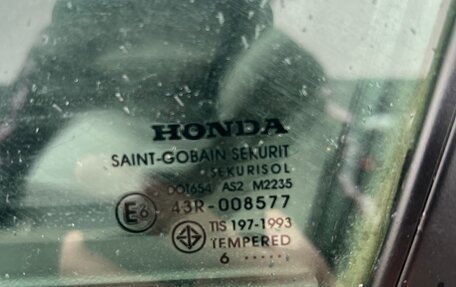 HONDA
SAINT-GOBAIN SEKURIT
SEKURISOL
DOT654 AS2 M2235
E6 43R-008577
TIS 197-1993
TEMPERED
6 ......